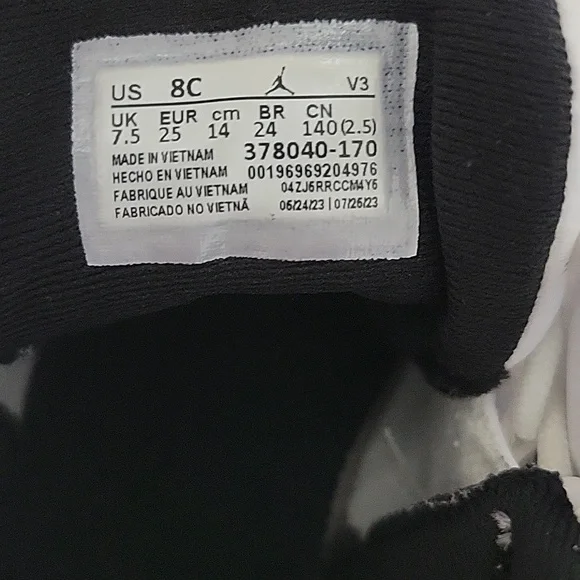 US 8C V3
UK EUR cm BR CN
7.5 25 14 24 140(2.5)
MADE IN VIETNAM 378040-170
HECHO EN VIETNAM 00196969204976
FABRIQUE AU VIETNAM 04ZJ6RRCCM4Y6
FABRICADO NO VIETNÃ 05/24/23 | 07/25/23